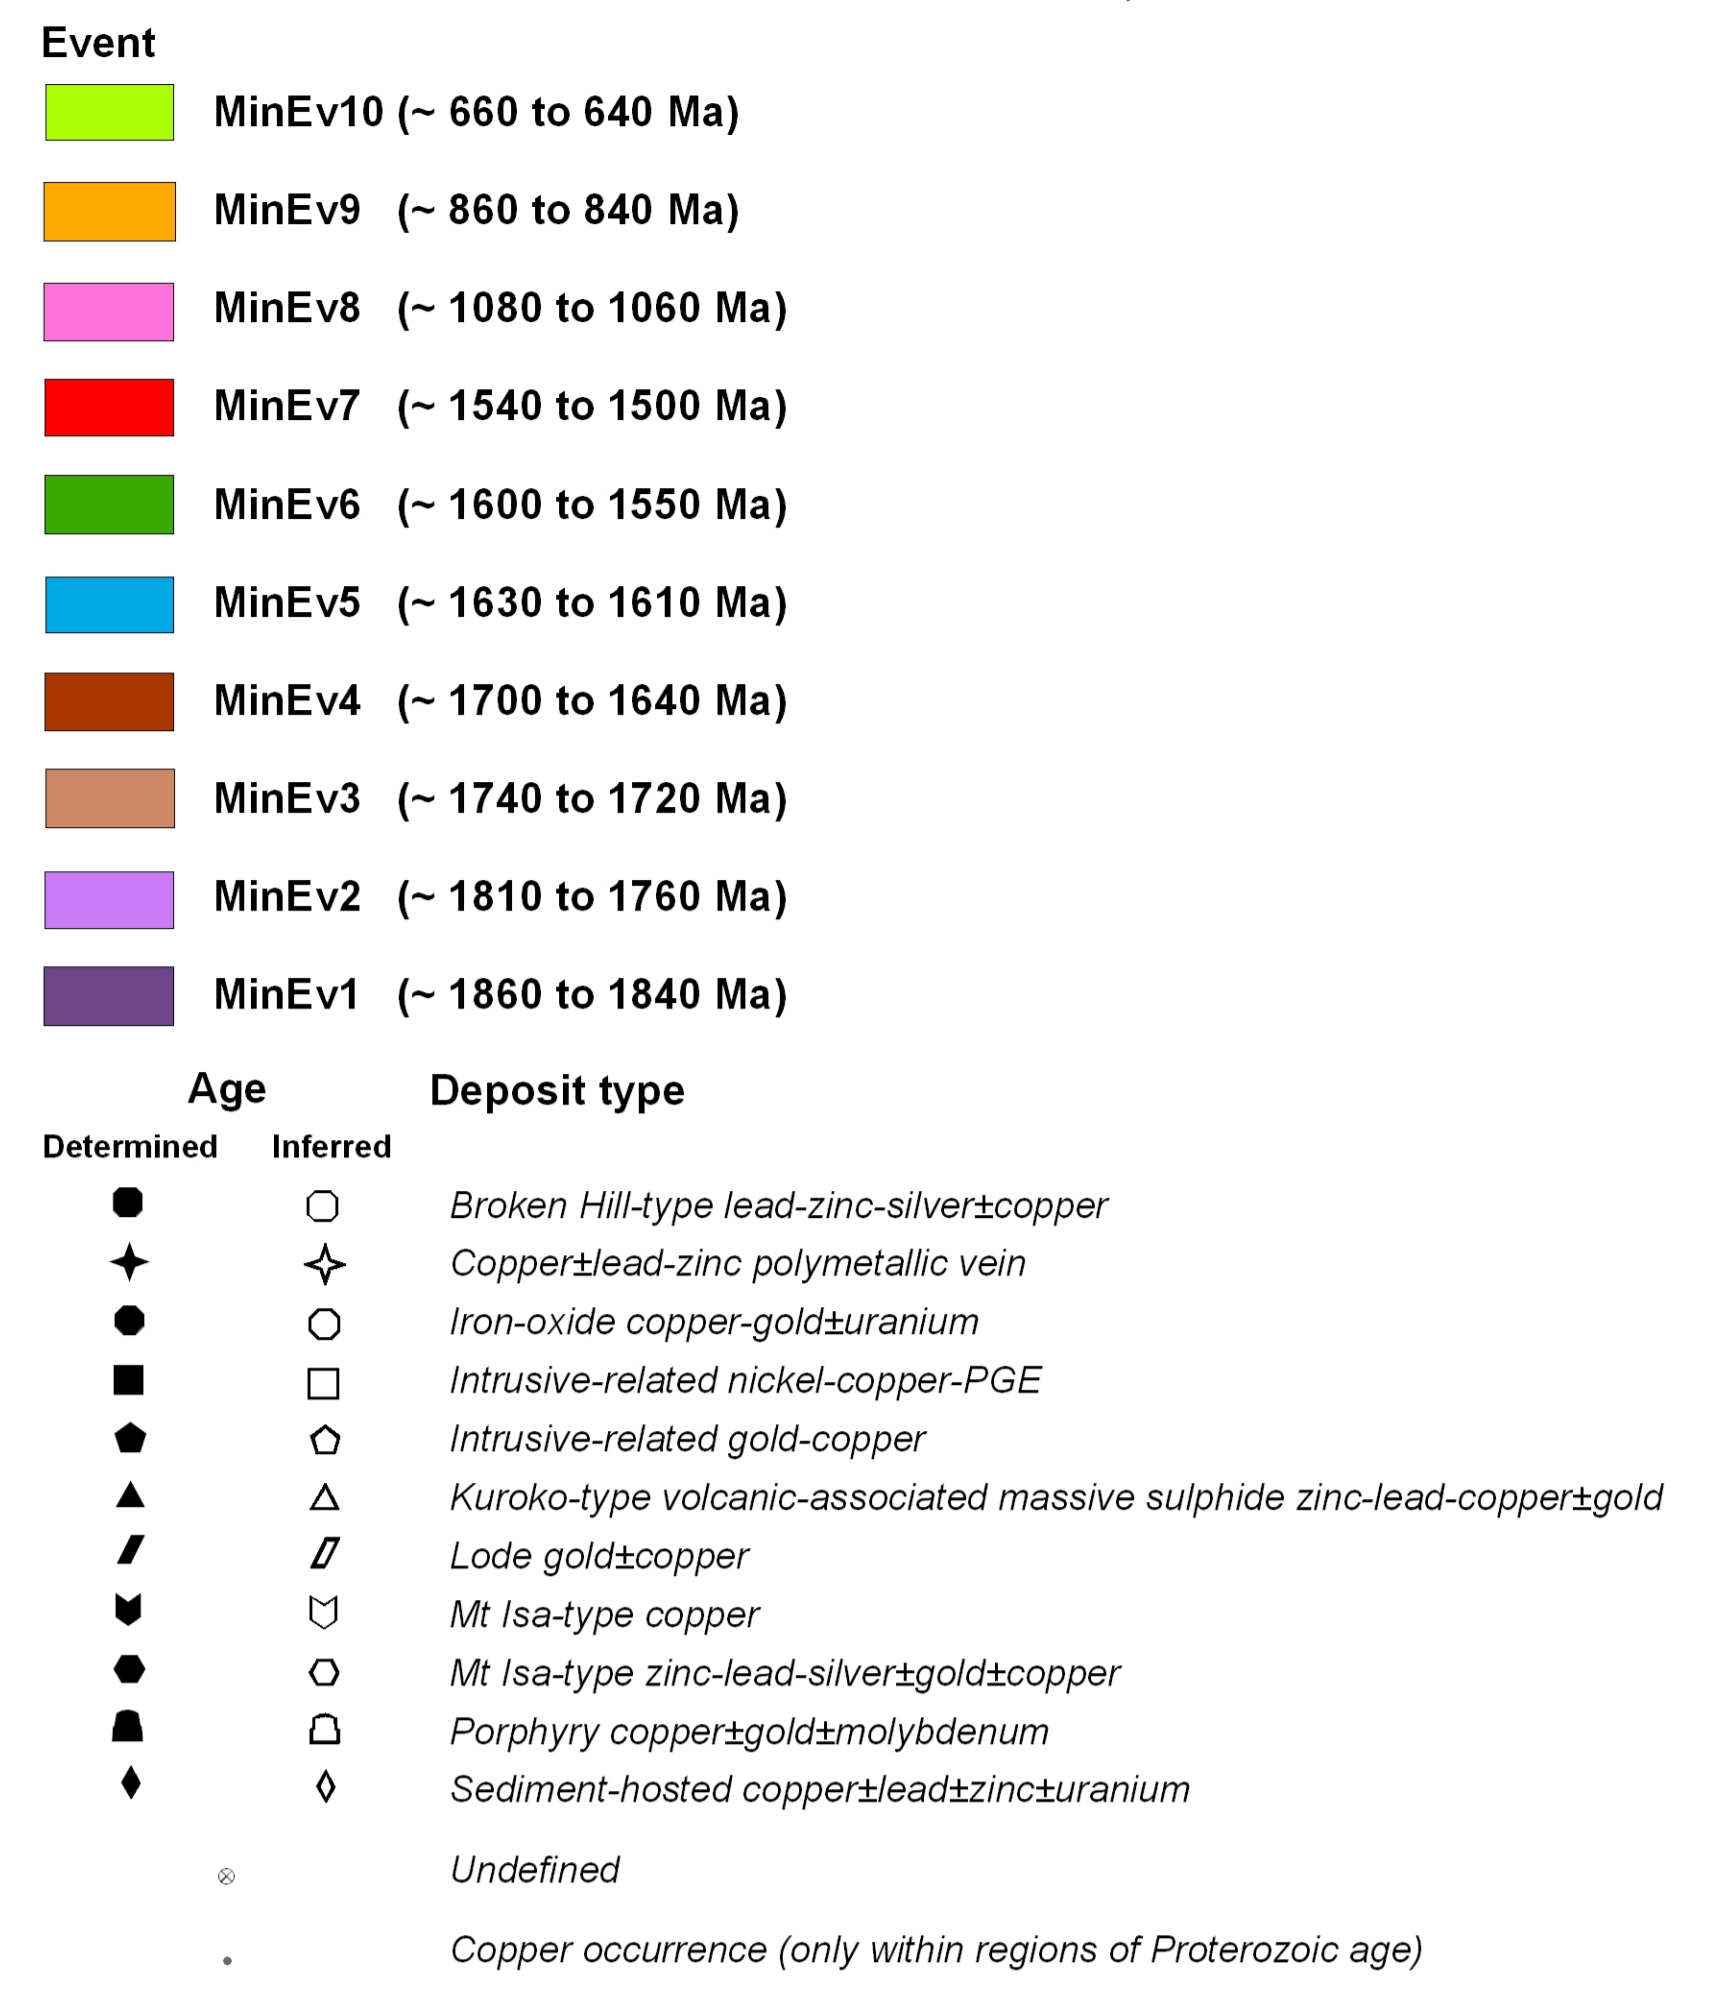 Event
MinEv10 (~ 660 to 640 Ma)
MinEv9 (~ 860 to 840 Ma)
MinEv8 (~ 1080 to 1060 Ma)
MinEv7 (~ 1540 to 1500 Ma)
MinEv6 (~ 1600 to 1550 Ma)
MinEv5 (~ 1630 to 1610 Ma)
MinEv4 (~ 1700 to 1640 Ma)
MinEv3 (~ 1740 to 1720 Ma)
MinEv2 (~ 1810 to 1760 Ma)
MinEv1 (~ 1860 to 1840 Ma)
Age Deposit type
Determined Inferred
Broken Hill-type lead-zinc-silver±copper
Copper±lead-zinc polymetallic vein
Iron-oxide copper-gold±uranium
Intrusive-related nickel-copper-PGE
Intrusive-related gold-copper
Kuroko-type volcanic-associated massive sulphide zinc-lead-copper±gold
Lode gold±copper
Mt Isa-type copper
Mt Isa-type zinc-lead-silver±gold±copper
Porphyry copper±gold±molybdenum
Sediment-hosted copper±lead±zinc±uranium
Undefined
Copper occurrence (only within regions of Proterozoic age)